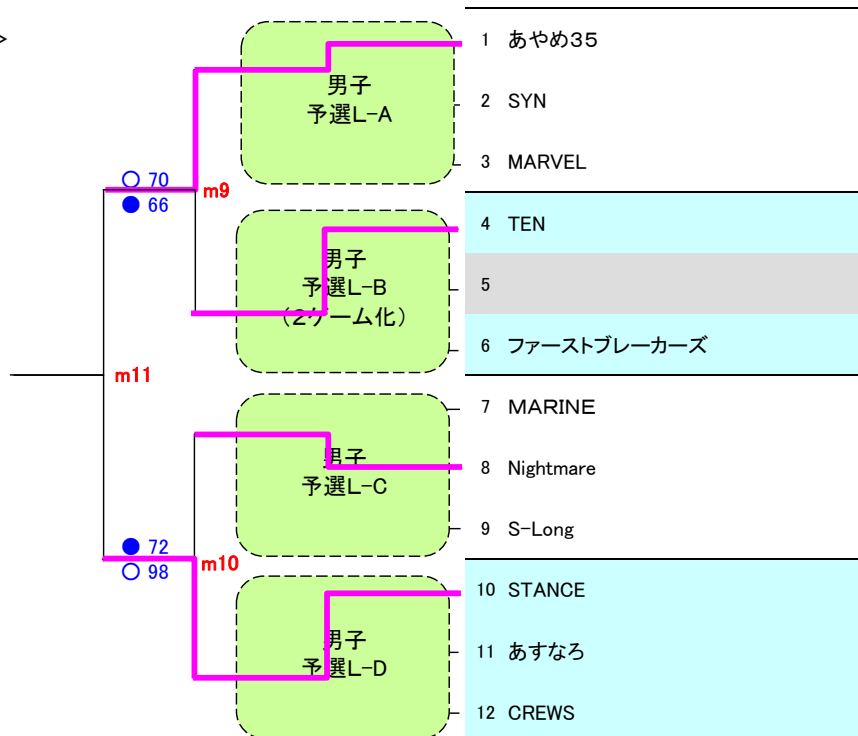 >
男子
予選L-A
1 あやめ35
2 SYN
3 MARVEL
○ 70
● 66
m9
男子
予選L-B
（2ゲーム化）
4 TEN
5
6 ファーストブレーカーズ
m11
男子
予選L-C
7 MARINE
8 Nightmare
9 S-Long
● 72
○ 98
m10
男子
予選L-D
10 STANCE
11 あすなろ
12 CREWS